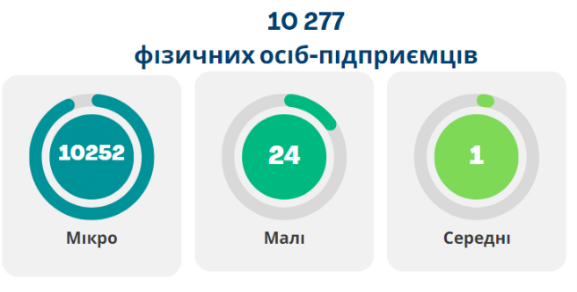 10 277
фізичних осіб-підприємців
10252
24
1
Мікро
Малі
Середні